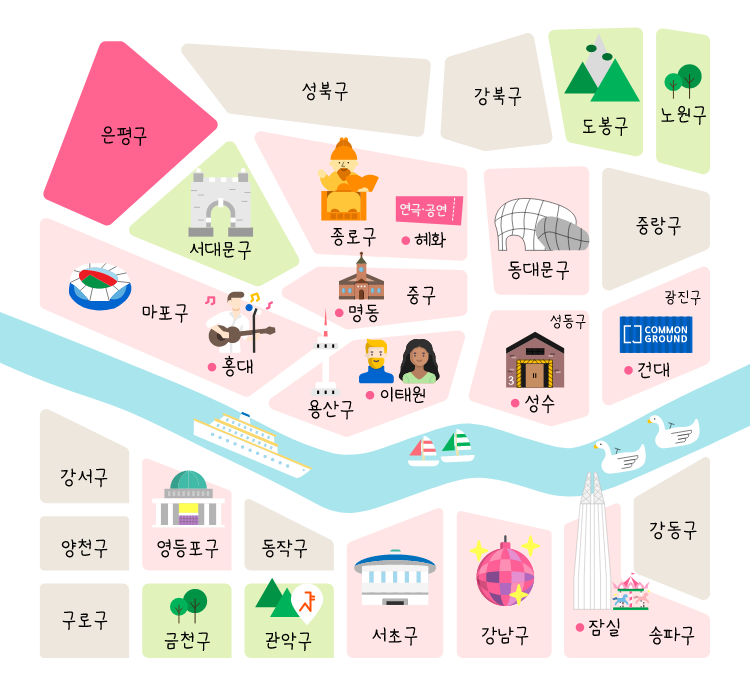 성북구
강북구
도봉구
노원구
은평구
연극·공연
서대문구
종로구
혜화
동대문구
중랑구
마포구
명동
중구
성동구
광진구
COMMON
GROUND
홍대
용산구
이태원
3
성수
건대
강서구
양천구
영등포구
동작구
강동구
구로구
금천구
관악구
서초구
강남구
잠실
송파구